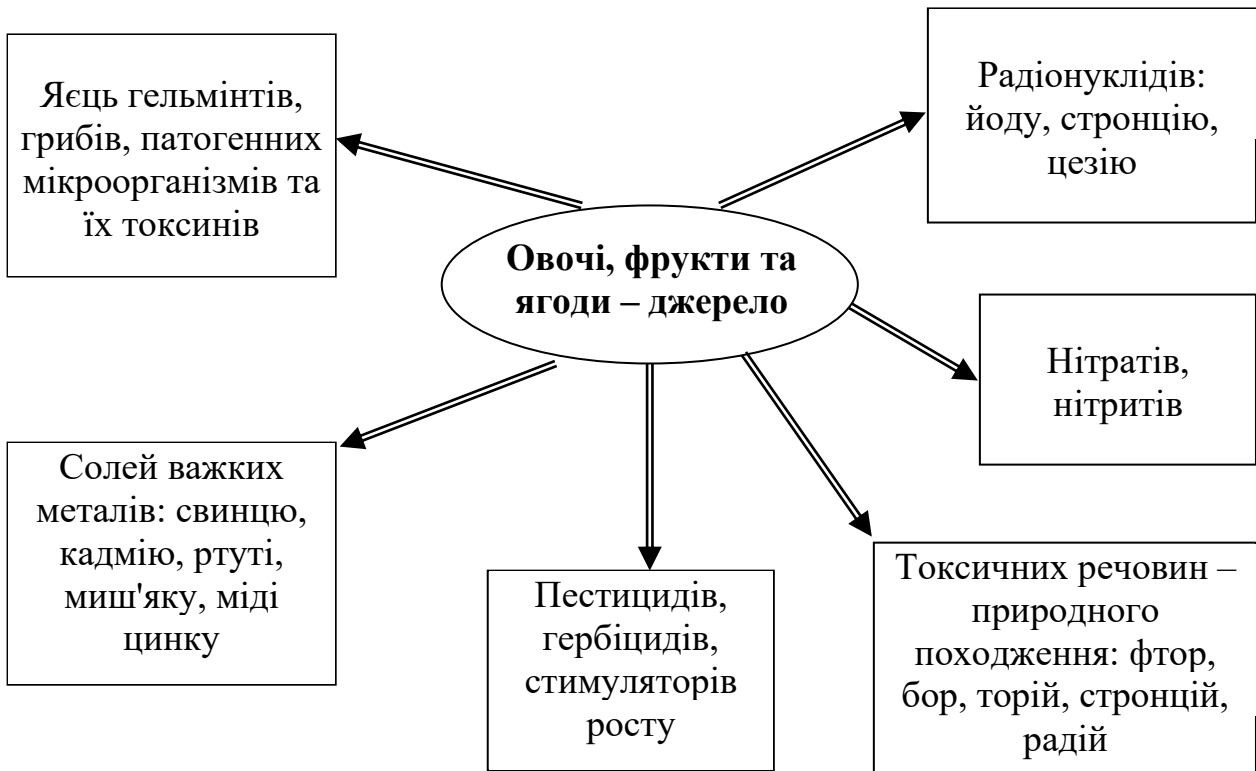 Яєць гельмінтів,
грибів, патогенних
мікроорганізмів та
їх токсинів
Радіонуклідів:
йоду, стронцію,
цезію
Овочі, фрукти та
ягоди – джерело
Нітратів,
нітритів
Солей важких
металів: свинцю,
кадмію, ртуті,
миш'яку, міді
цинку
Пестицидів,
гербіцидів,
стимуляторів
росту
Токсичних речовин –
природного
походження: фтор,
бор, торій, стронцій,
радій